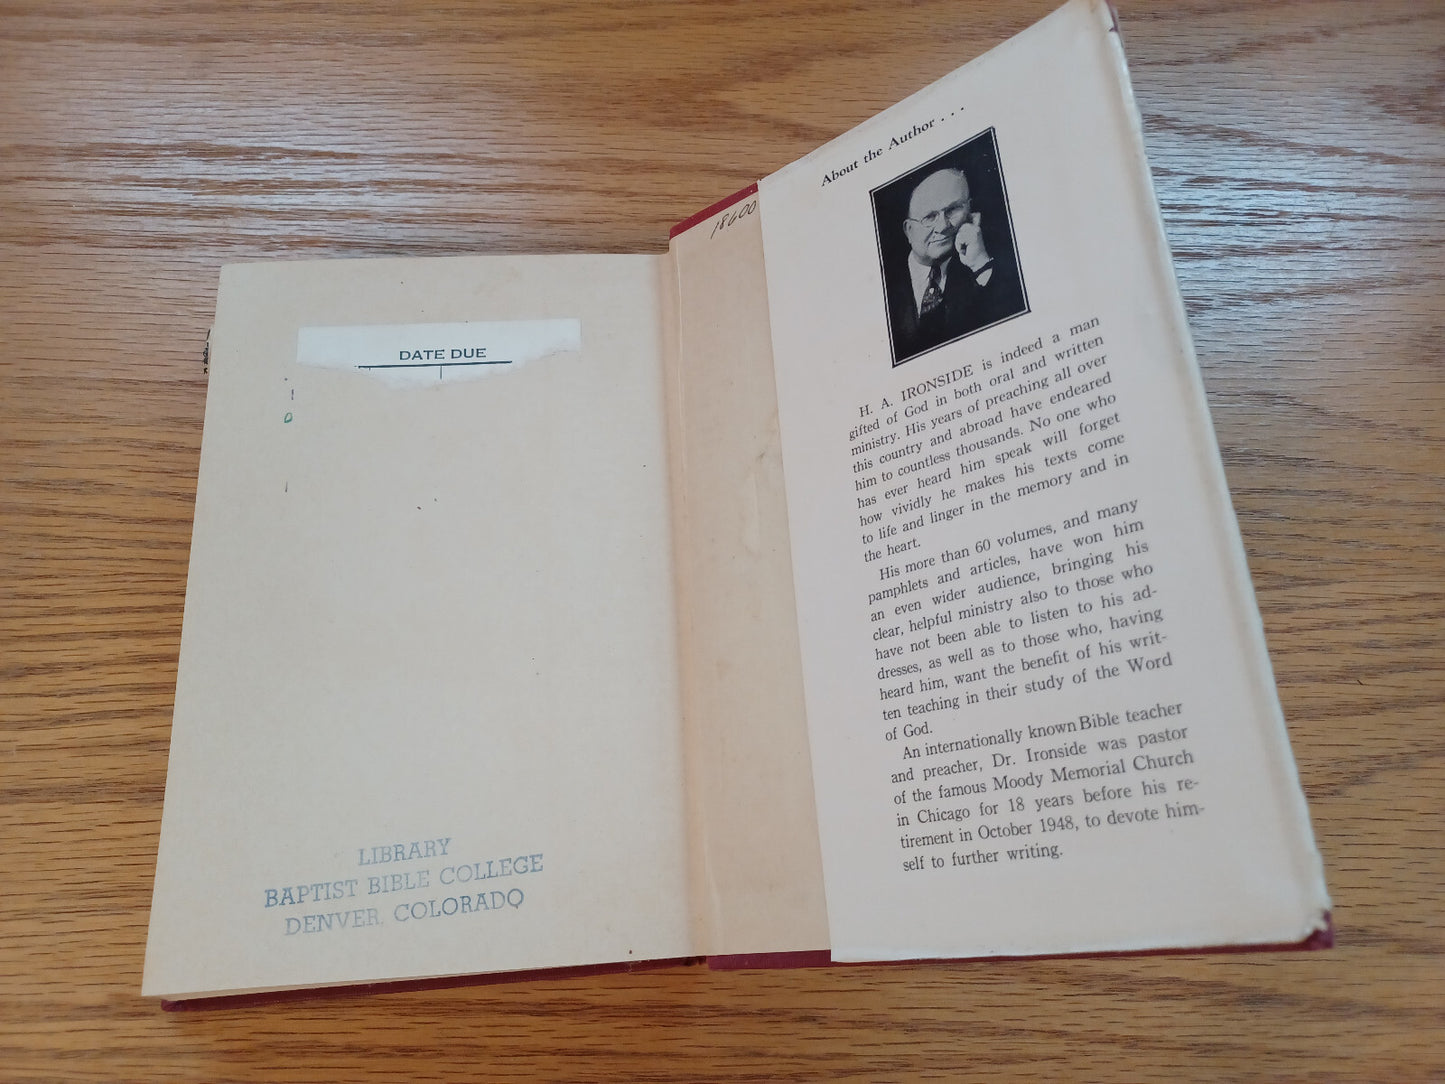 DATE DUE
LIBRARY
BAPTIST BIBLE COLLEGE
DENVER, COLORADO
18600
About the Author . . .
H. A. IRONSIDE is indeed a man
gifted of God in both oral and written
ministry. His years of preaching all over
this country and abroad have endeared
him to countless thousands. No one who
has ever heard him speak will forget
how vividly he makes his texts come
to life and linger in the memory and in
the heart.
His more than 60 volumes, and many
pamphlets and articles, have won him
an even wider audience, bringing his
clear, helpful ministry also to those who
have not been able to listen to his ad-
dresses, as well as to those who, having
heard him, want the benefit of his writ-
ten teaching in their study of the Word
of God.
An internationally known Bible teacher
and preacher, Dr. Ironside was pastor
of the famous Moody Memorial Church
in Chicago for 18 years before his re-
tirement in October 1948, to devote him-
self to further writing.